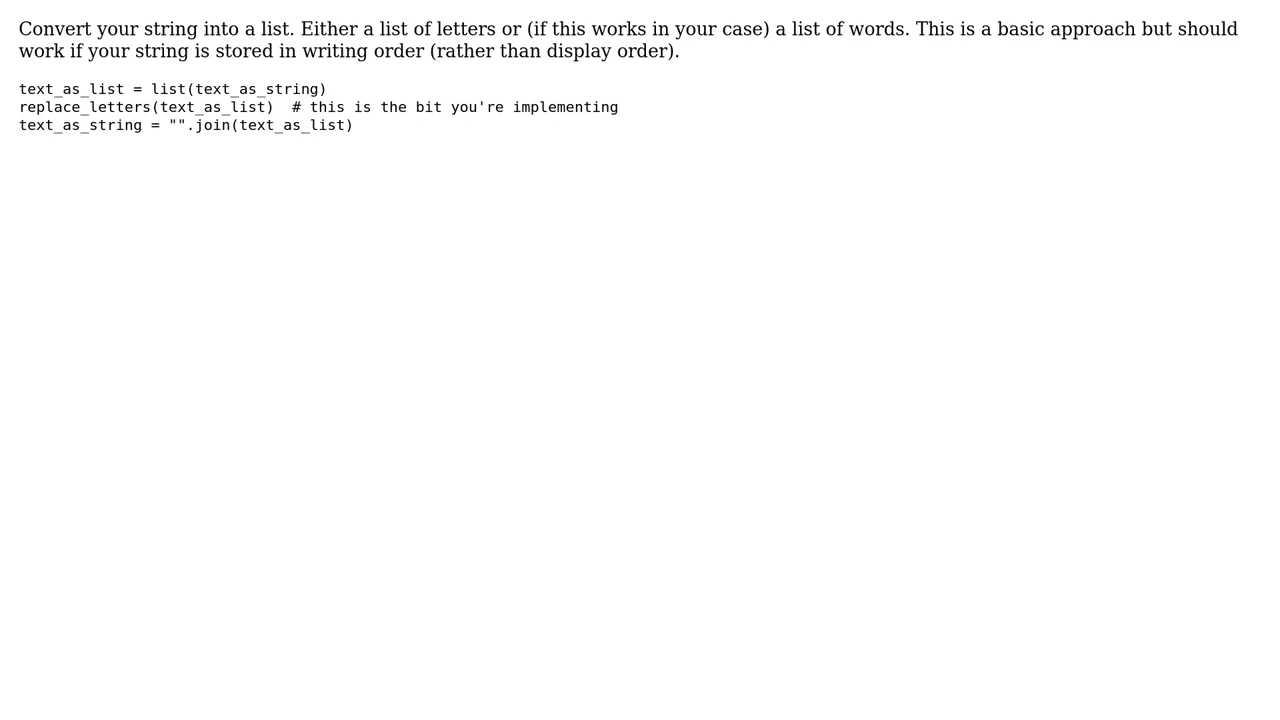 Convert your string into a list. Either a list of letters or (if this works in your case) a list of words. This is a basic approach but should
work if your string is stored in writing order (rather than display order).
text_as_list = list(text_as_string)
replace_letters(text_as_list)  # this is the bit you're implementing
text_as_string = "".join(text_as_list)